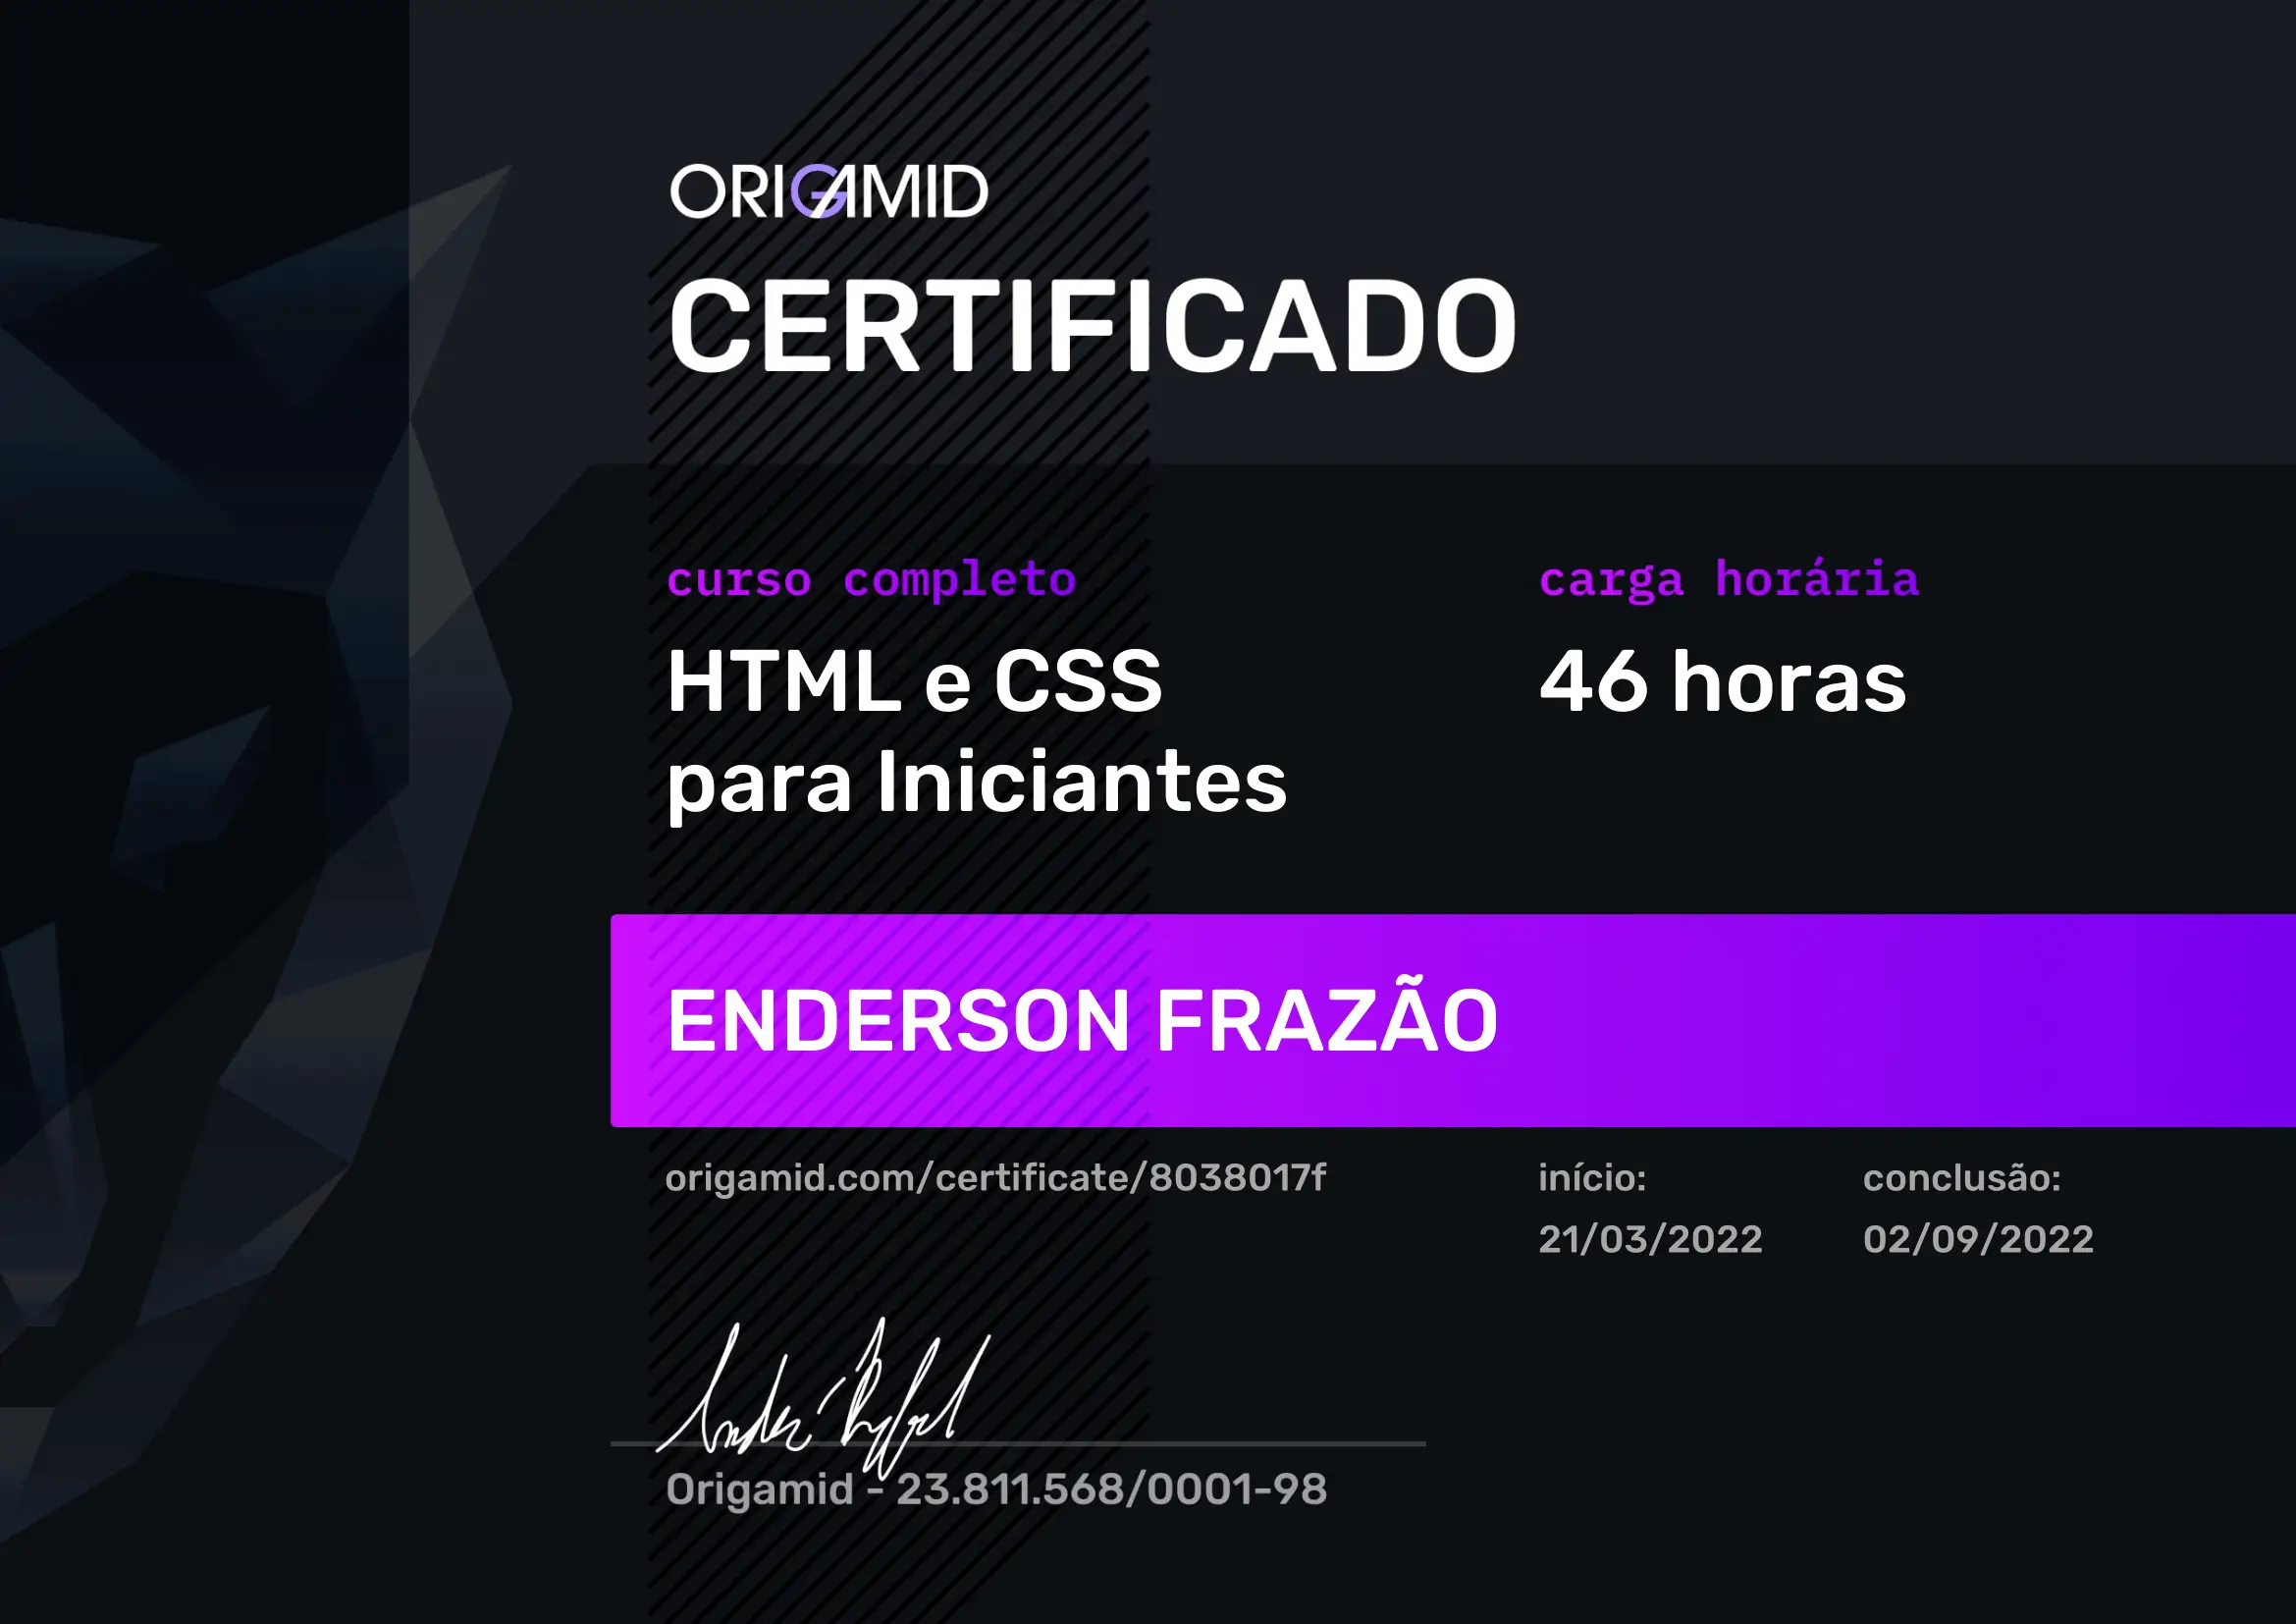 ORIGAMID
CERTIFICADO
curso completo
HTML e CSS
para Iniciantes
carga horária
46 horas
ENDERSON FRAZÃO
origamid.com/certificate/8038017f
início:
21/03/2022
conclusão:
02/09/2022
Origamid - 23.811.568/0001-98